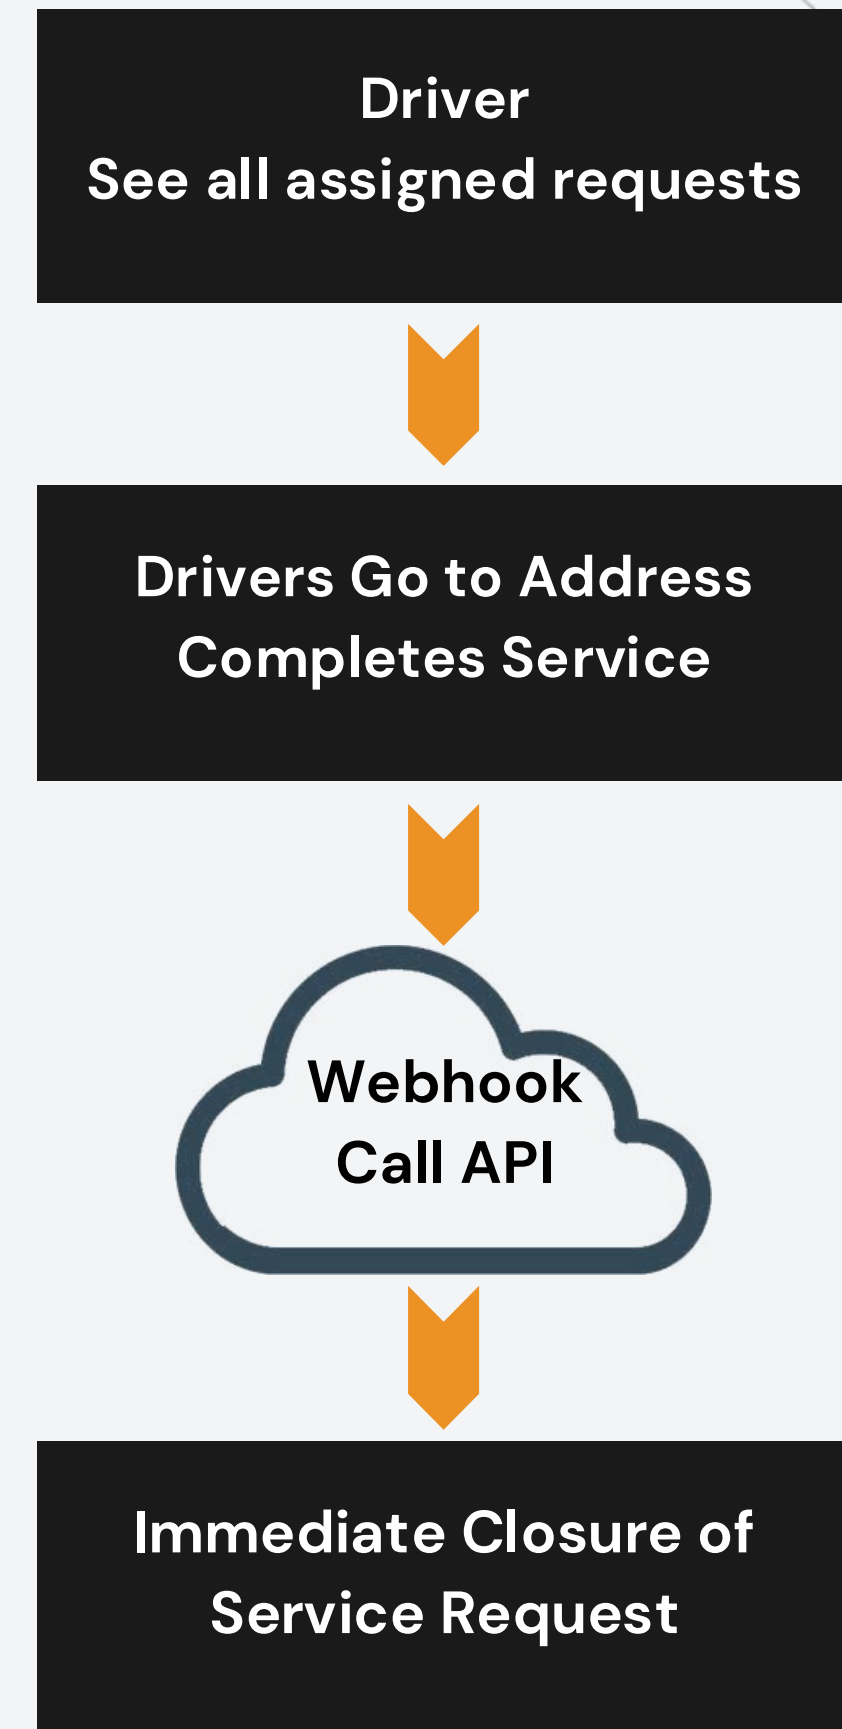 Driver
See all assigned requests
Drivers Go to Address
Completes Service
Webhook
Call API
Immediate Closure of
Service Request